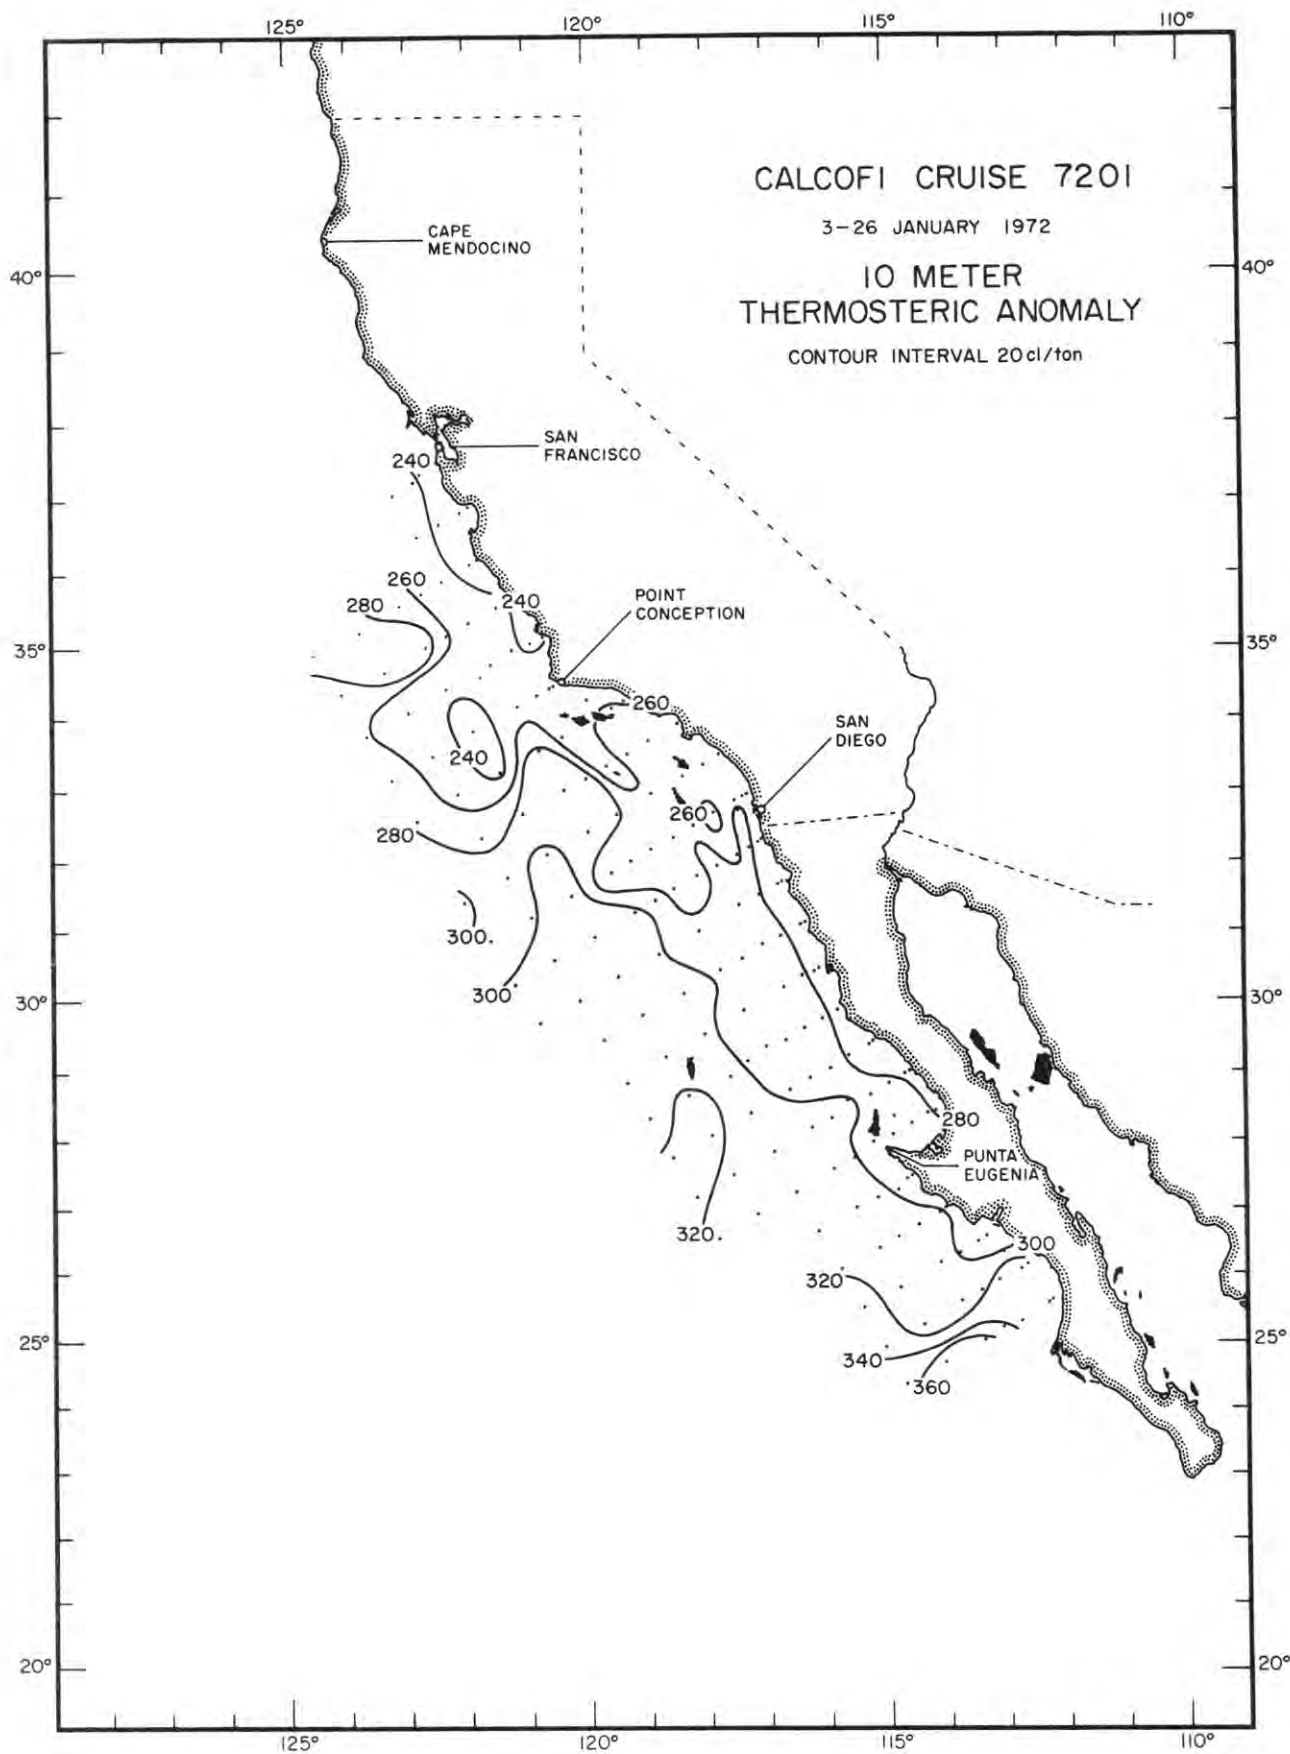 125°
120°
115°
110°
CALCOFI CRUISE 7201
3-26 JANUARY 1972
CAPE
MENDOCINO
10 METER
40°
40°
THERMOSTERIC ANOMALY
CONTOUR INTERVAL 20 cl/ton
SAN
FRANCISCO
240
260
280
240
POINT
CONCEPTION
35°
35°
260
SAN
DIEGO
240
260
280
300.
300
30°
30°
280
PUNTA
EUGENIA
320.
300
320
25°
25°
340
360
20°
20°
125°
120°
115°
110°